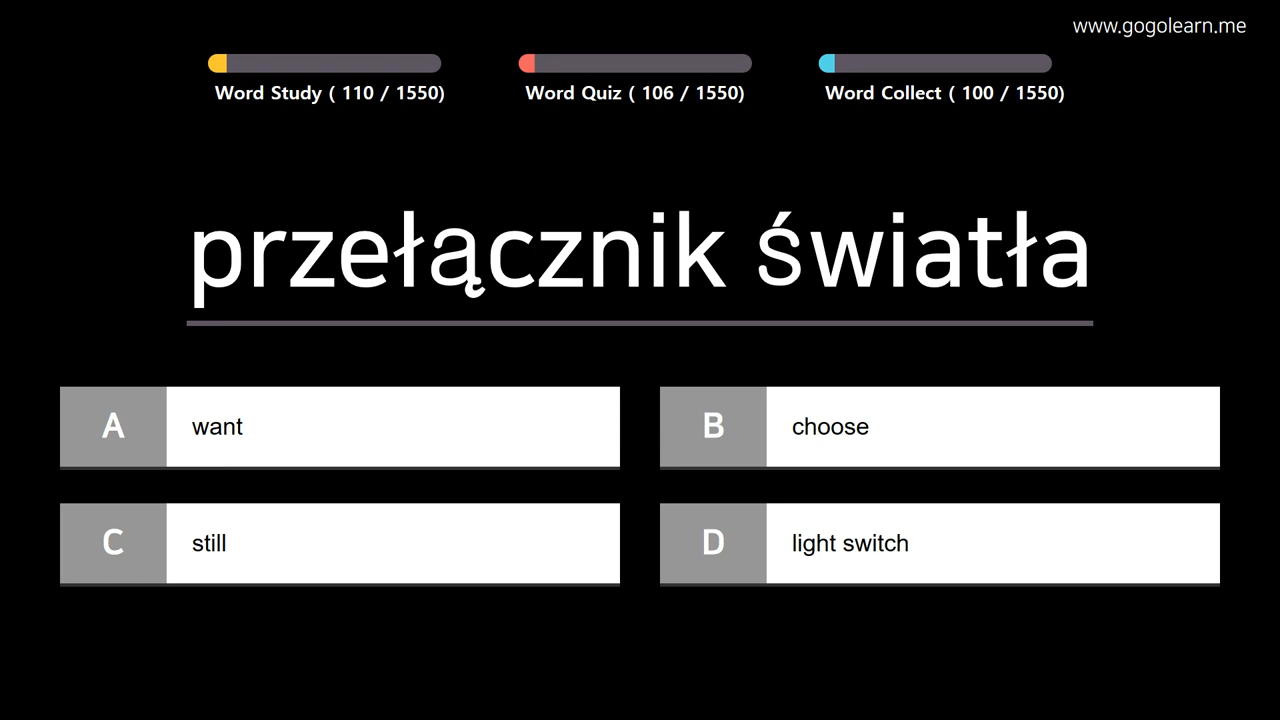 www.gogolearn.me
Word Study ( 110 / 1550)
Word Quiz ( 106 / 1550)
Word Collect ( 100 / 1550)
przełącznik światła
A want
B choose
C still
D light switch